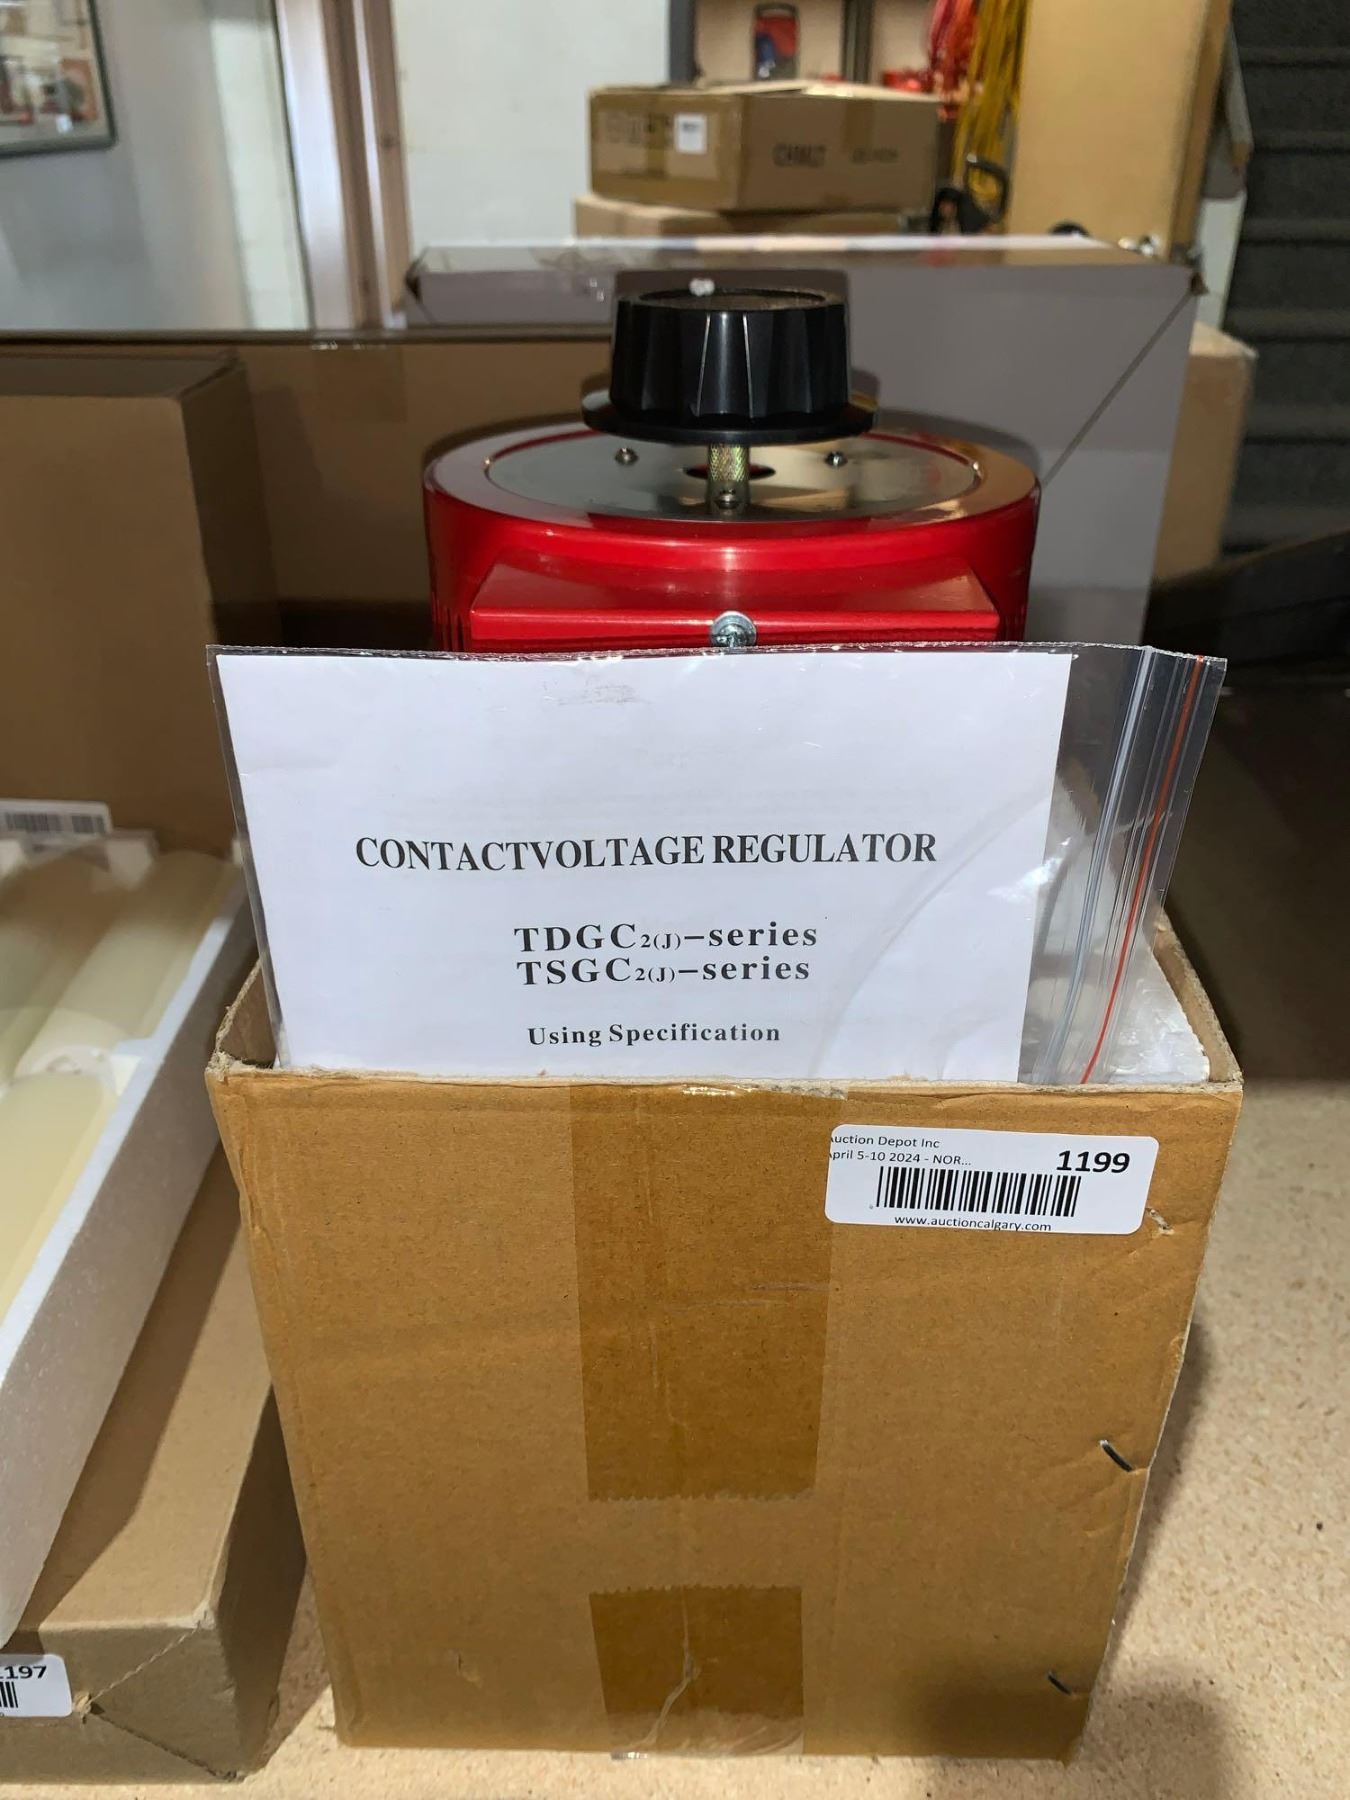 CONTACTVOLTAGE REGULATOR
TDGC2(J)-series
TSGC2(J)-series
Using Specification
Auction Depot Inc
April 5-10 2024 - NOR...
1199
www.auctioncalgary.com
1197